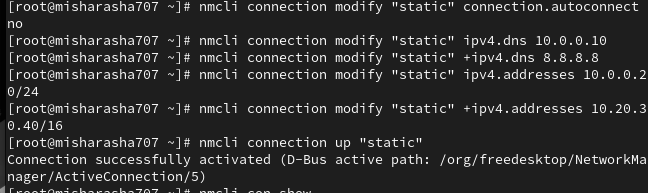 [root@misharasha707 ~]# nmcli connection modify "static" connection.autoconnect
no
[root@misharasha707 ~]# nmcli connection modify "static" ipv4.dns 10.0.0.10
[root@misharasha707 ~]# nmcli connection modify "static" +ipv4.dns 8.8.8.8
[root@misharasha707 ~]# nmcli connection modify "static" ipv4.addresses 10.0.0.2
0/24
[root@misharasha707 ~]# nmcli connection modify "static" +ipv4.addresses 10.20.3
0.40/16
[root@misharasha707 ~]# nmcli connection up "static"
Connection successfully activated (D-Bus active path: /org/freedesktop/NetworkMa
nager/ActiveConnection/5)
[root@misharasha707 ~]# nmcli con show